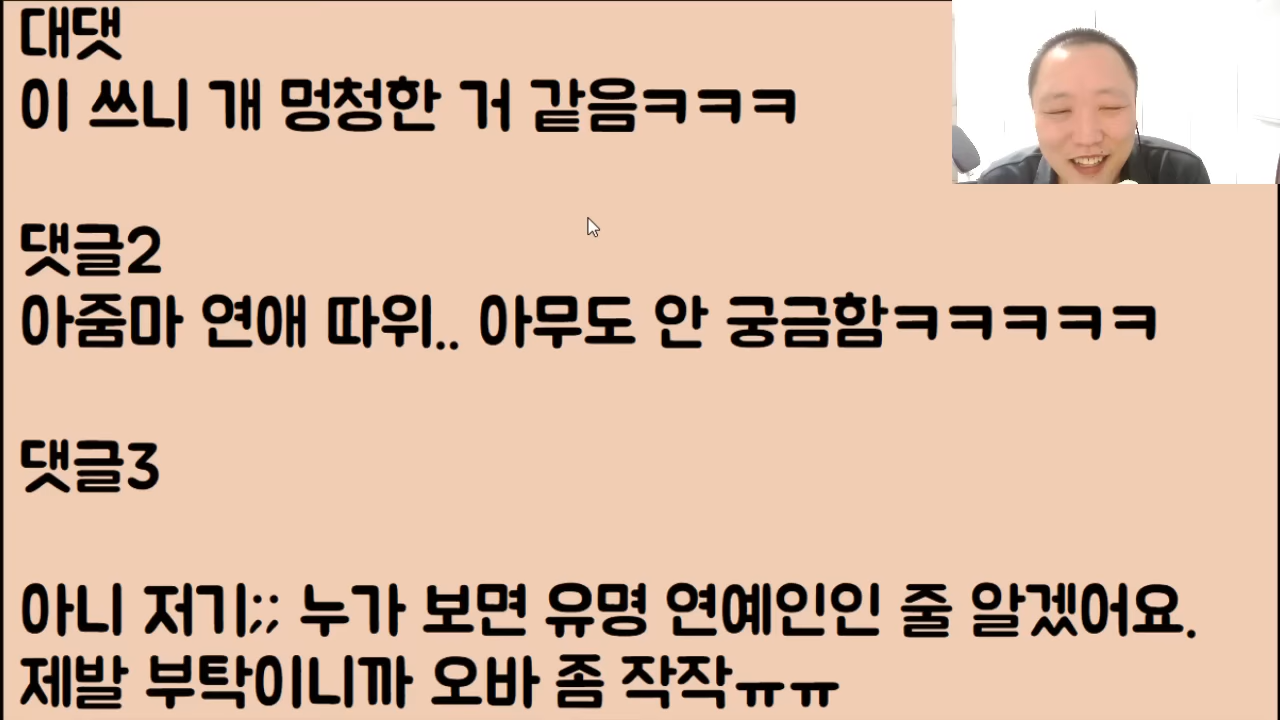 대댓
이 쓰니 개 멍청한 거 같음ㅋㅋㅋ
댓글2
아줌마 연애 따위.. 아무도 안 궁금함ㅋㅋㅋㅋㅋ
댓글3
아니 저기;; 누가 보면 유명 연예인인 줄 알겠어요.
제발 부탁이니까 오바 좀 작작ㅠㅠ